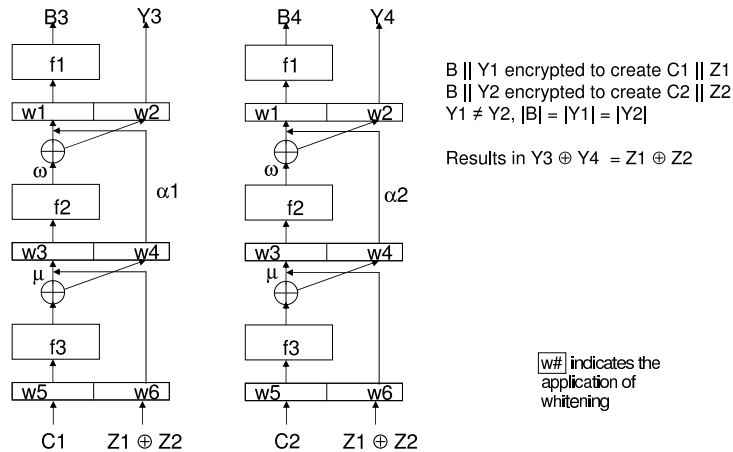 B3 Y3 B4 Y4
f1 f1
w1 w2 w1 w2
ω ω
α1 α2
f2 f2
w3 w4 w3 w4
μ μ
f3 f3
w5 w6 w5 w6
C1 Z1 ⊕ Z2 C2 Z1 ⊕ Z2
B || Y1 encrypted to create C1 || Z1
B || Y2 encrypted to create C2 || Z2
Y1 ≠ Y2, |B| = |Y1| = |Y2|
Results in Y3 ⊕ Y4 = Z1 ⊕ Z2
w# indicates the
application of
whitening